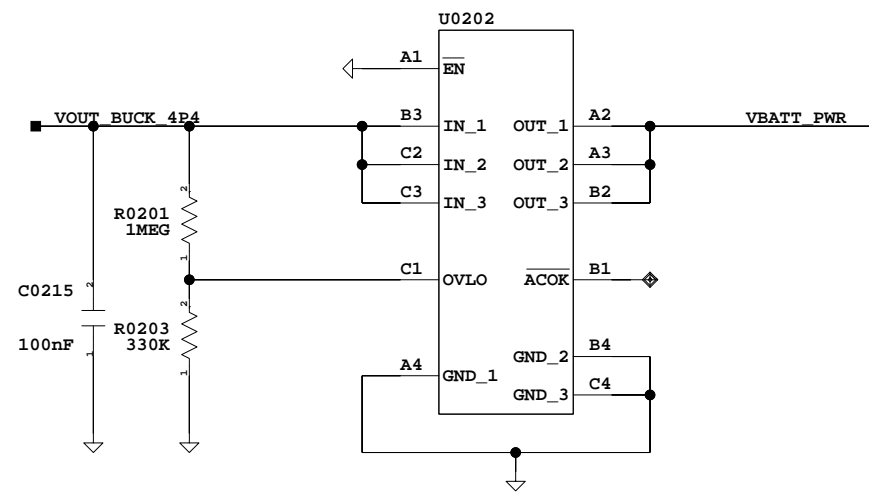 U0202
A1
EN
VOUT_BUCK_4P4
B3
IN_1
OUT_1
A2
VBATT_PWR
C2
IN_2
OUT_2
A3
C3
IN_3
OUT_3
B2
2
R0201
1MEG
1
C1
OVLO
ACOK
B1
C0215
2
100nF
1
2
R0203
330K
1
A4
GND_1
GND_2
B4
GND_3
C4